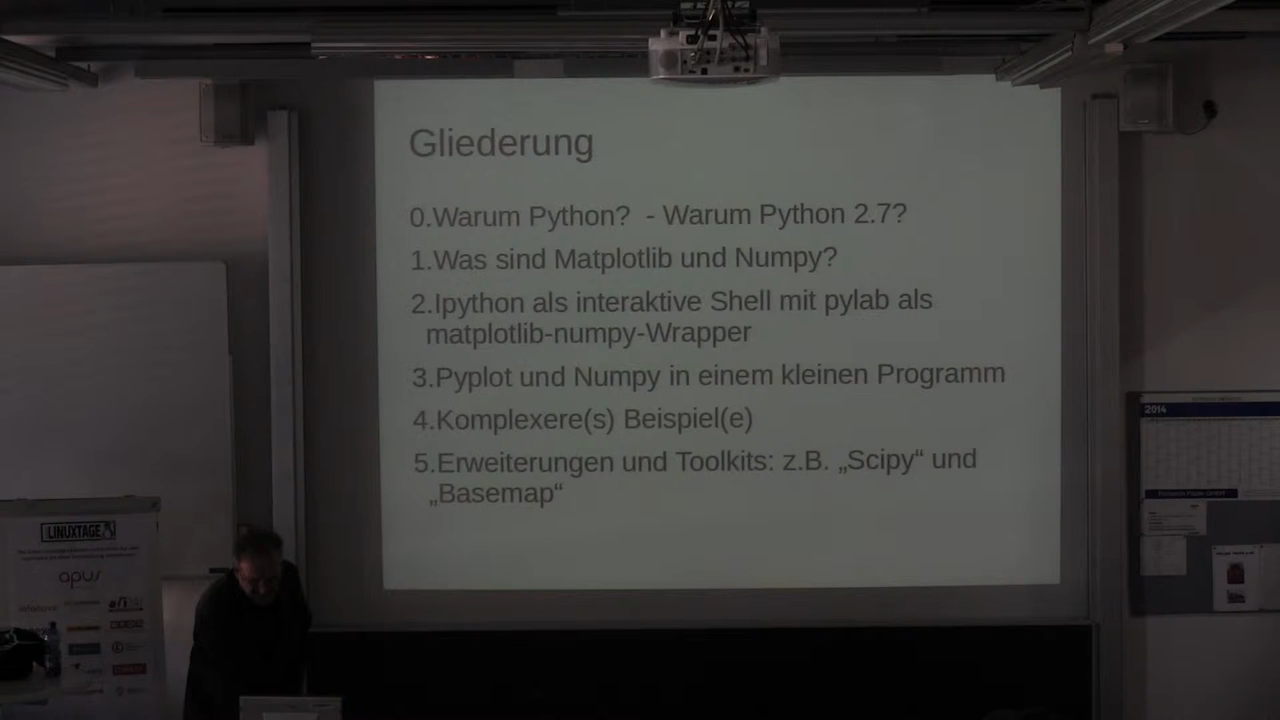 Gliederung
0.Warum Python?  - Warum Python 2.7?
1.Was sind Matplotlib und Numpy?
2.Ipython als interaktive Shell mit pylab als
matplotlib-numpy-Wrapper
3.Pyplot und Numpy in einem kleinen Programm
4.Komplexere(s) Beispiel(e)
5.Erweiterungen und Toolkits: z.B. „Scipy“ und
„Basemap“
2014
LINUXTAGE
apus